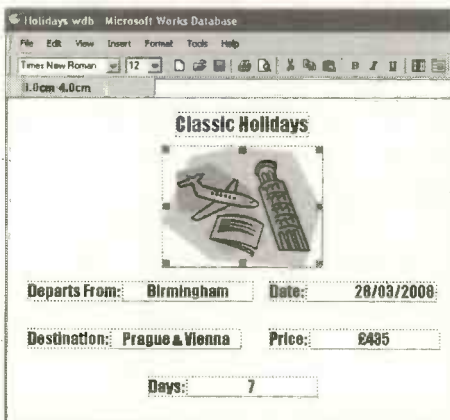 Holidays wdb Microsoft Works Database
File Edit View Insert Format Tools Help
Times New Roman 12 B I U
1.0cm 4.0cm
Classic Holidays
Departs From: Birmingham Date: 28/03/2008
Destination: Prague & Vienna Price: £495
Days: 7